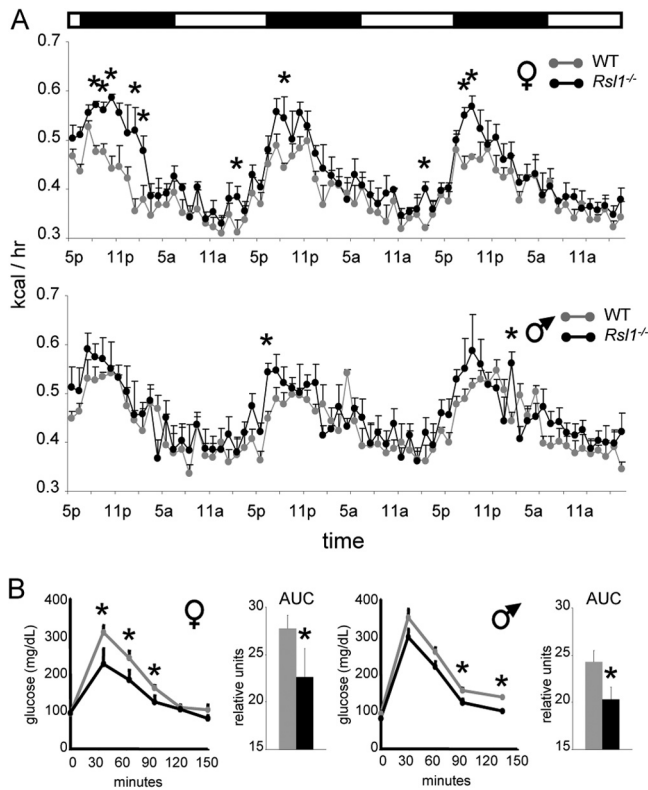 A
0.7
♀
WT
Rsl1-/-
* * * * * * * * * * *
0.6
0.5
0.4
0.3
5p 11p 5a 11a 5p 11p 5a 11a 5p 11p 5a 11a
kcal / hr
0.7
♂
WT
Rsl1-/-
* *
0.6
0.5
0.4
0.3
5p 11p 5a 11a 5p 11p 5a 11a 5p 11p 5a 11a
time
B
glucose (mg/dL)
400
300
200
100
0
* * *
♀
0 30 60 90 120 150
minutes
AUC
relative units
30
25
20
15
*
glucose (mg/dL)
400
300
200
100
0
* *
♂
0 30 60 90 120 150
minutes
AUC
relative units
30
25
20
15
*